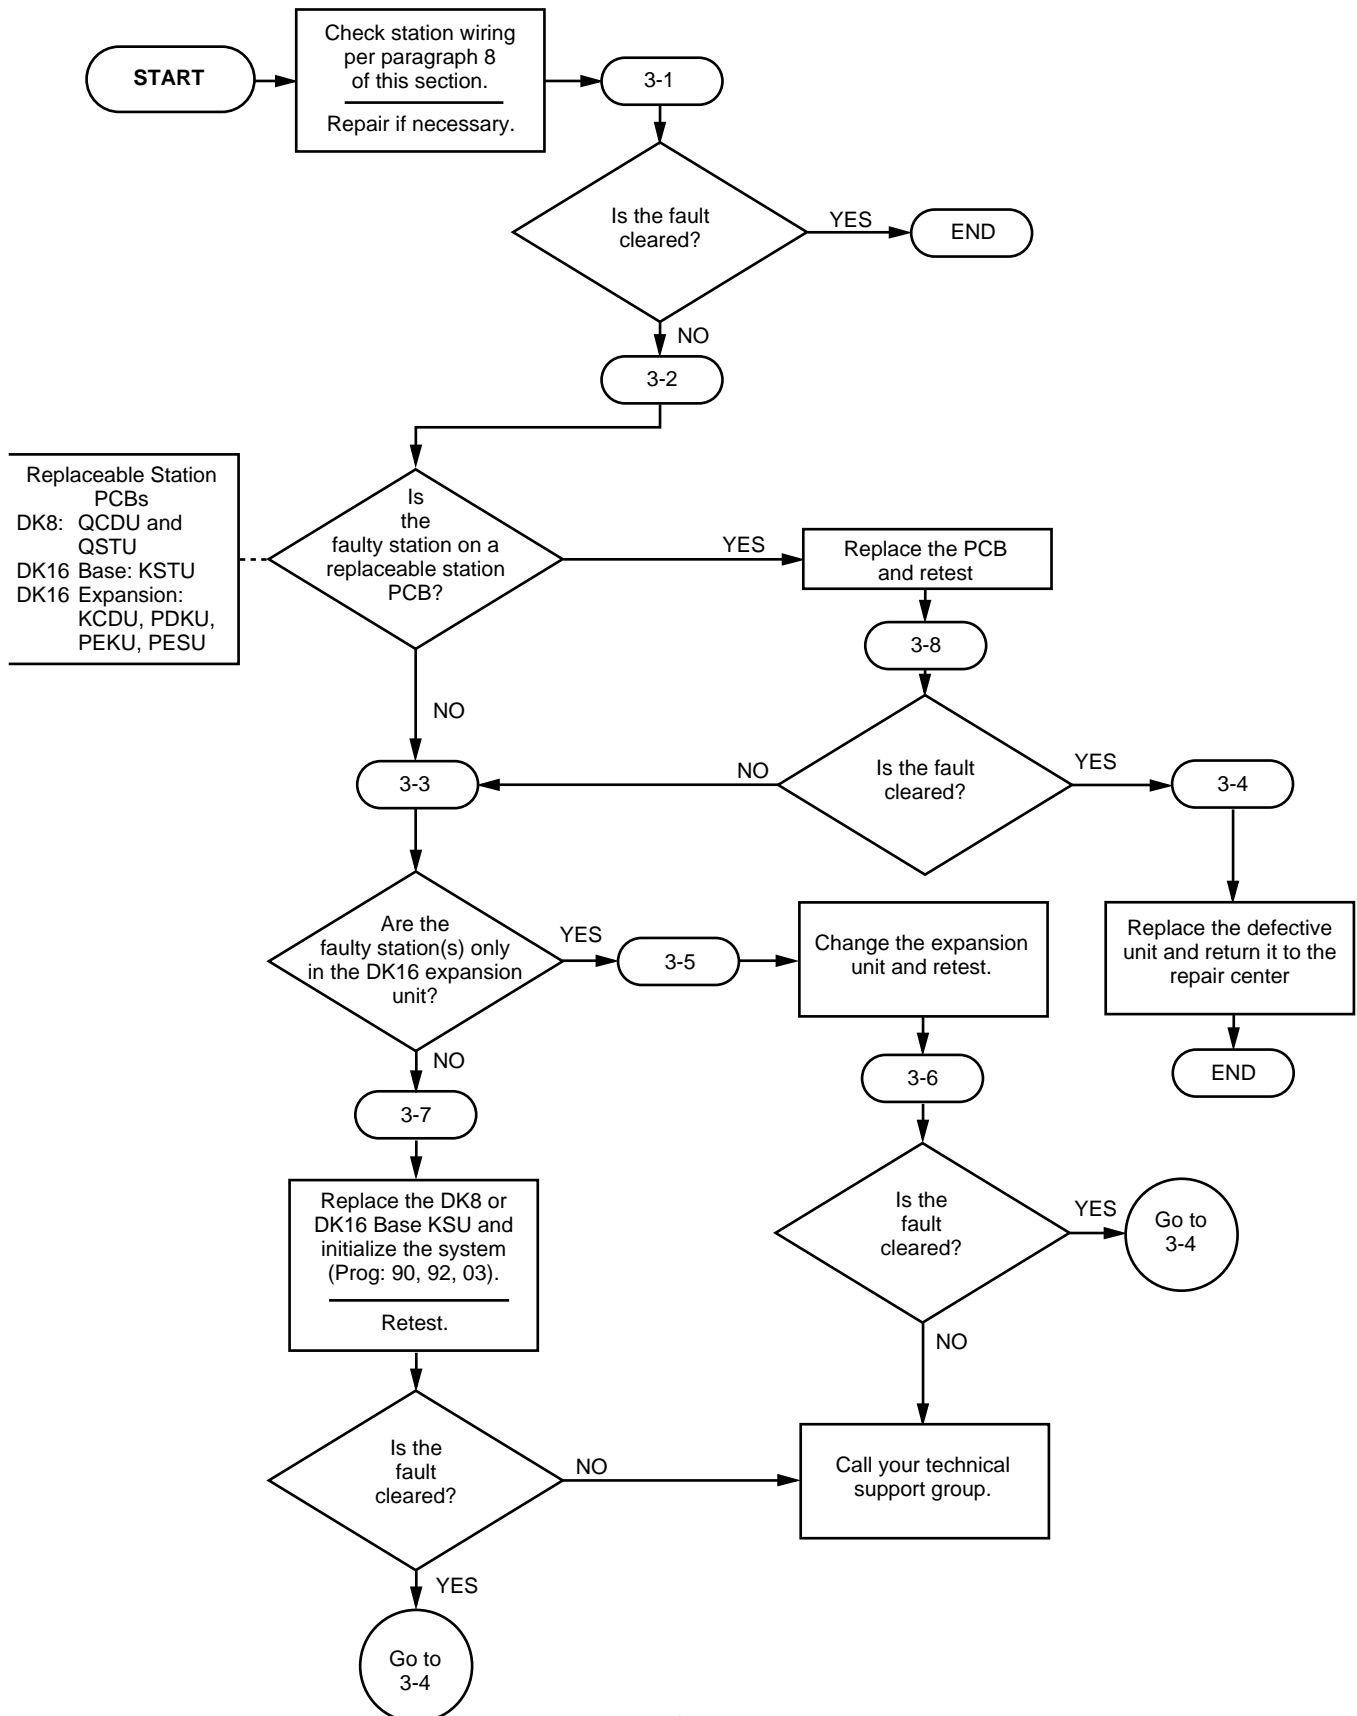 START
Check station wiring
per paragraph 8
of this section.
Repair if necessary.
3-1
Is the fault
cleared?
YES
END
NO
3-2
Replaceable Station
PCBs
DK8: QCDU and
QSTU
DK16 Base: KSTU
DK16 Expansion:
KCDU, PDKU,
PEKU, PESU
Is
the
faulty station on a
replaceable station
PCB?
YES
Replace the PCB
and retest
3-8
NO
3-3
NO
Is the fault
cleared?
YES
3-4
Are the
faulty station(s) only
in the DK16 expansion
unit?
YES
3-5
Change the expansion
unit and retest.
Replace the defective
unit and return it to the
repair center
END
NO
3-7
3-6
Replace the DK8 or
DK16 Base KSU and
initialize the system
(Prog: 90, 92, 03).
Retest.
Is the
fault
cleared?
YES
Go to
3-4
NO
Is the
fault
cleared?
NO
Call your technical
support group.
YES
Go to
3-4